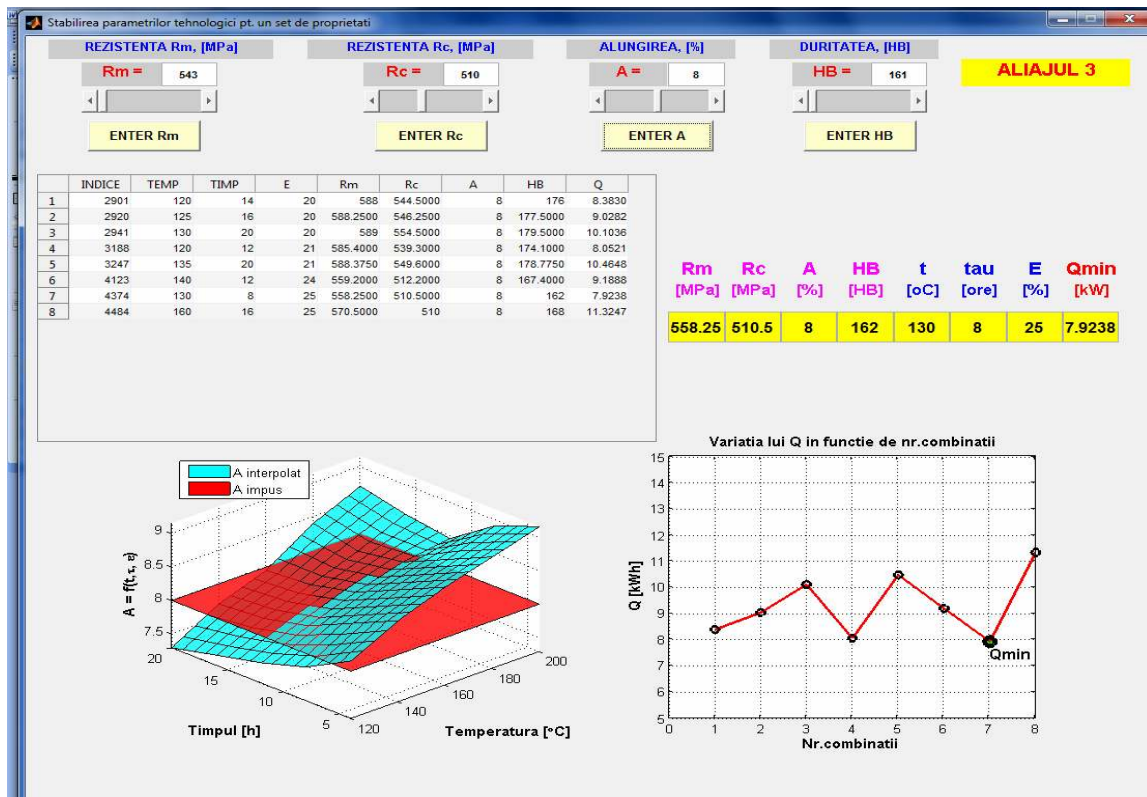 Stabilirea parametrilor tehnologici pt. un set de proprietati
REZISTENTA Rm, [MPa] REZISTENTA Rc, [MPa] ALUNGIREA, [%] DURITATEA, [HB]
Rm = 543 Rc = 510 A = 8 HB = 161 ALIAJUL 3
ENTER Rm ENTER Rc ENTER A ENTER HB
INDICE TEMP TIMP E Rm Rc A HB Q
1 2901 120 14 20 588 544.5000 8 176 8.3830
2 2920 125 16 20 588.2500 546.2500 8 177.5000 9.0282
3 2941 130 20 20 589 554.5000 8 179.5000 10.1036
4 3188 120 12 21 585.4000 539.3000 8 174.1000 8.0521
5 3247 135 20 21 588.3750 549.6000 8 178.7750 10.4648
6 4123 140 12 24 559.2000 512.2000 8 167.4000 9.1888
7 4374 130 8 25 558.2500 510.5000 8 162 7.9238
8 4484 160 16 25 570.5000 510 8 168 11.3247
Rm Rc A HB t tau E Qmin
[MPa] [MPa] [%] [HB] [oC] [ore] [%] [kW]
558.25 510.5 8 162 130 8 25 7.9238
A interpolat
A impus
A = f(t, τ, ε)
9
8.5
8
7.5
20 15 10 5
120 140 160 180 200
Timpul [h] Temperatura [°C]
Variatia lui Q in functie de nr.combinatii
Q [kWh]
15
14
13
12
11
10
9
8
7
6
5
Qmin
0 1 2 3 4 5 6 7 8
Nr.combinatii